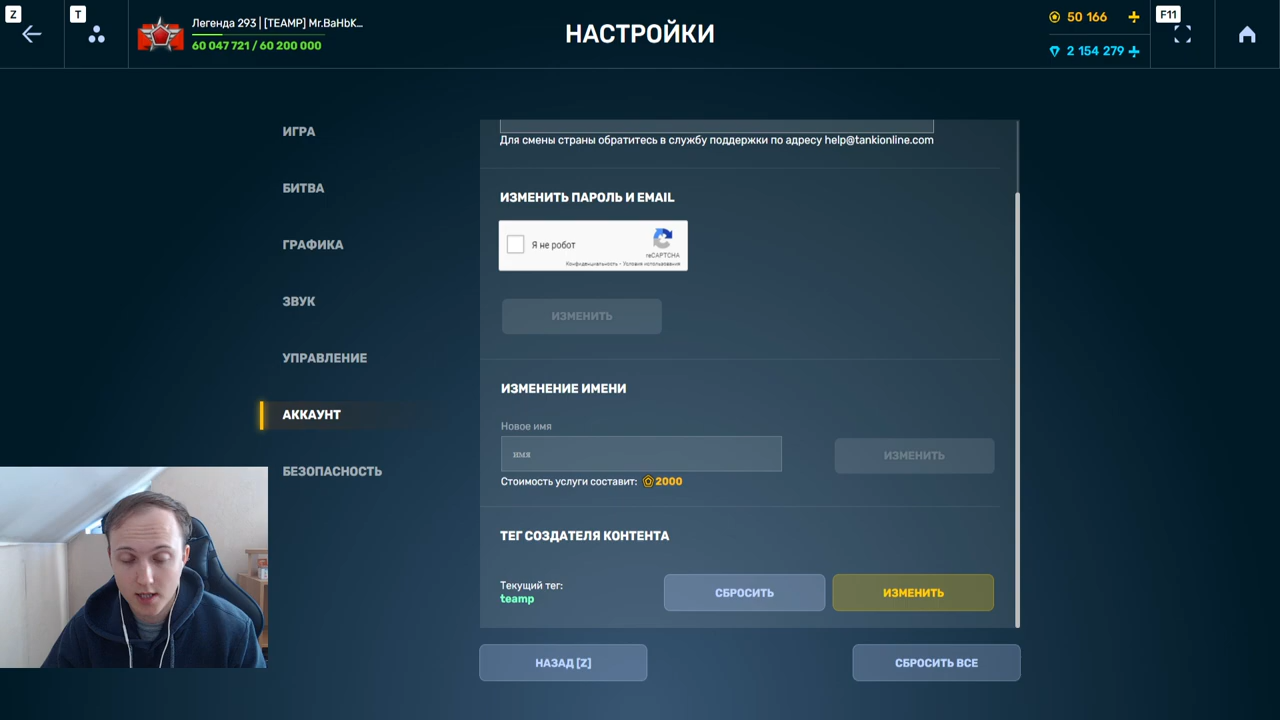 Z
T
Легенда 293 | [TEAMP] Mr.BaHbK...
60 047 721 / 60 200 000
НАСТРОЙКИ
50 166
2 154 279
F11
ИГРА
БИТВА
ГРАФИКА
ЗВУК
УПРАВЛЕНИЕ
АККАУНТ
БЕЗОПАСНОСТЬ
Для смены страны обратитесь в службу поддержки по адресу help@tankionline.com
ИЗМЕНИТЬ ПАРОЛЬ И EMAIL
Я не робот
reCAPTCHA
Конфиденциальность - Условия использования
ИЗМЕНИТЬ
ИЗМЕНЕНИЕ ИМЕНИ
Новое имя
имя
ИЗМЕНИТЬ
Стоимость услуги составит: 2000
ТЕГ СОЗДАТЕЛЯ КОНТЕНТА
Текущий тег:
teamp
СБРОСИТЬ
ИЗМЕНИТЬ
НАЗАД [Z]
СБРОСИТЬ ВСЕ